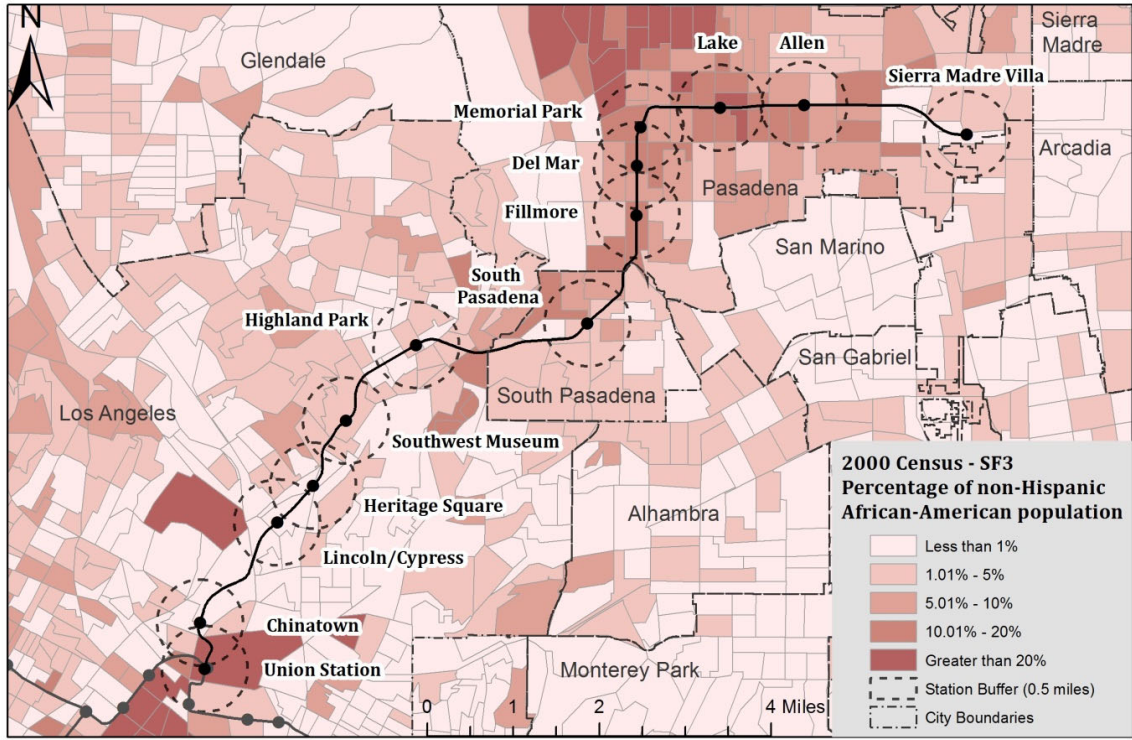 N
Glendale
Lake
Allen
Sierra
Madre
Sierra Madre Villa
Memorial Park
Arcadia
Del Mar
Pasadena
Fillmore
San Marino
South
Pasadena
Highland Park
San Gabriel
Los Angeles
South Pasadena
Southwest Museum
Heritage Square
Alhambra
Lincoln/Cypress
Chinatown
Union Station
Monterey Park
0 1 2 4 Miles
2000 Census - SF3
Percentage of non-Hispanic
African-American population
Less than 1%
1.01% - 5%
5.01% - 10%
10.01% - 20%
Greater than 20%
Station Buffer (0.5 miles)
City Boundaries